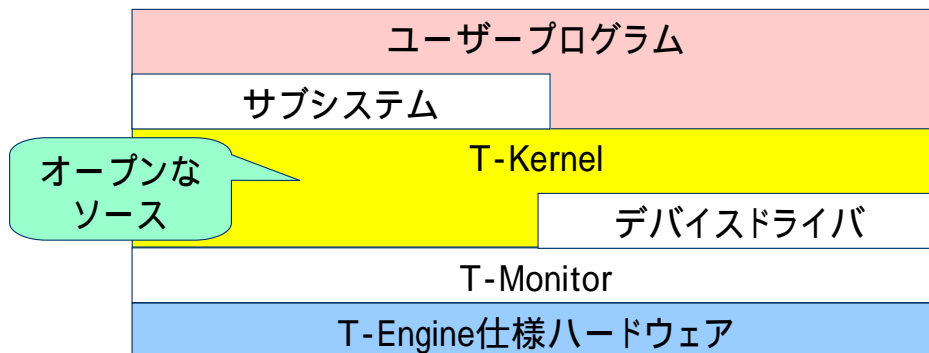 ユーザープログラム
サブシステム
T-Kernel
オープンな
ソース
デバイスドライバ
T-Monitor
T-Engine仕様ハードウェア